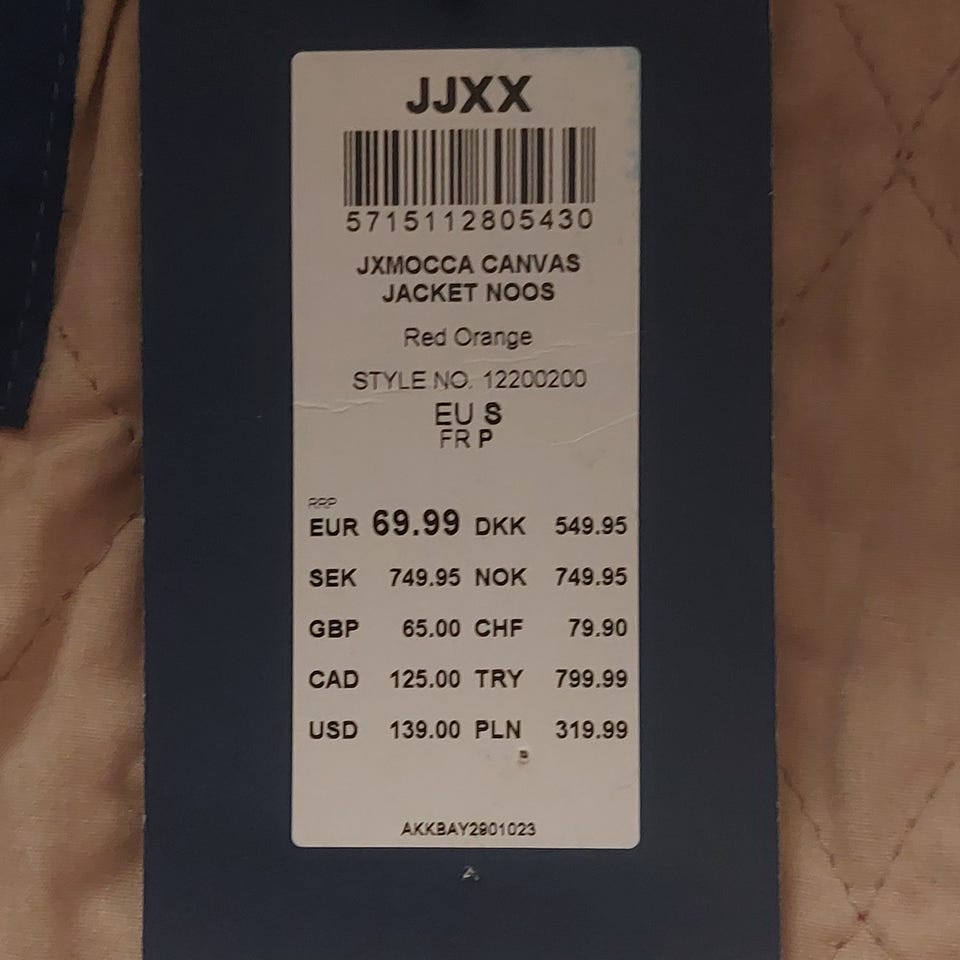 JJXX
5715112805430
JXMOCCA CANVAS
JACKET NOOS
Red Orange
STYLE NO. 12200200
EU S
FR P
RRP
EUR 69.99 DKK 549.95
SEK 749.95 NOK 749.95
GBP 65.00 CHF 79.90
CAD 125.00 TRY 799.99
USD 139.00 PLN 319.99
AKKBAY2901023